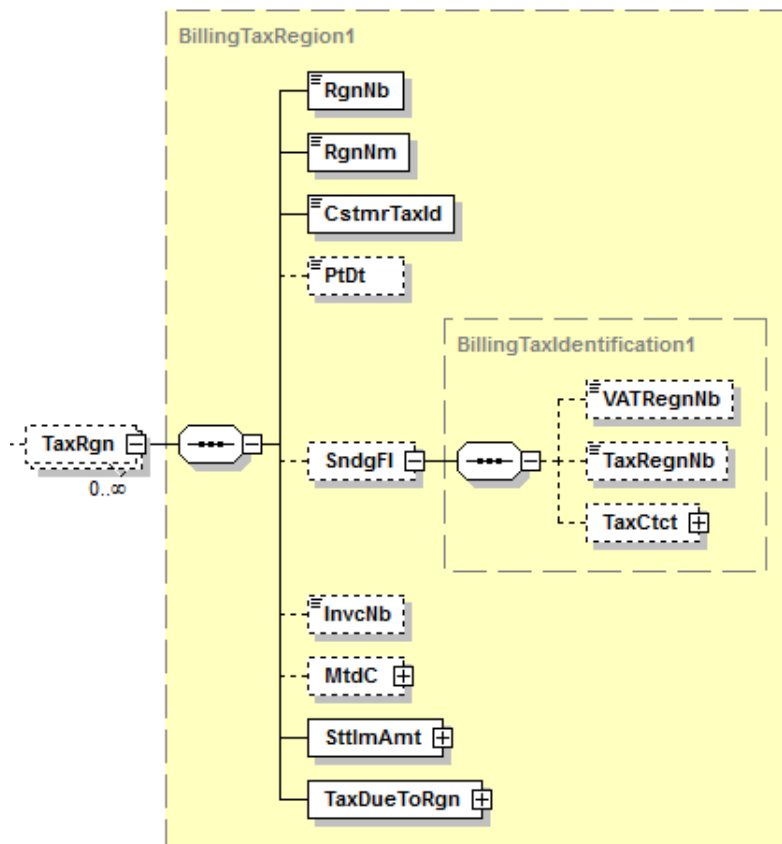 BillingTaxRegion1
RgnNb
RgnNm
CstmrTaxId
PtDt
BillingTaxIdentification1
VATRegnNb
TaxRgn
SndgFI
TaxRegnNb
0..∞
TaxCtct
InvcNb
MtdC
SttlmAmt
TaxDueToRgn